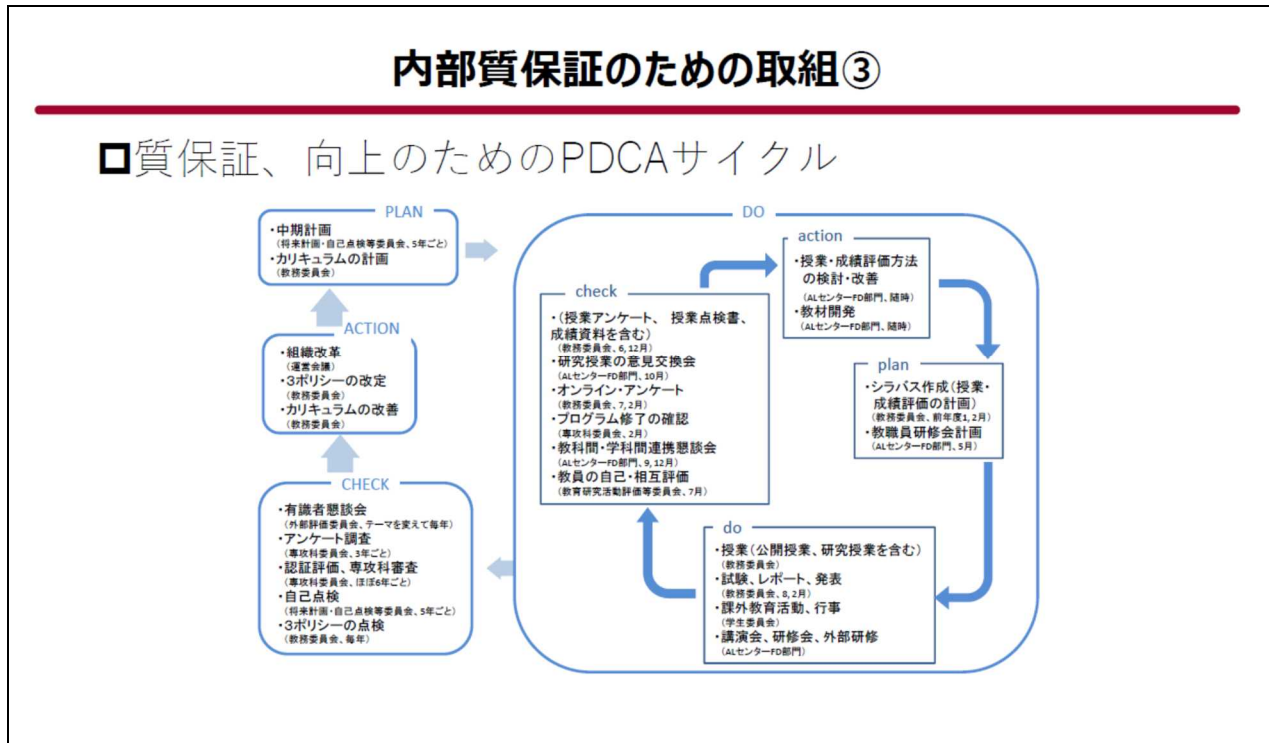 内部質保証のための取組③
□質保証、向上のためのPDCAサイクル
PLAN
・中期計画
(将来計画・自己点検等委員会、5年ごと)
・カリキュラムの計画
(教務委員会)
ACTION
・組織改革
(運営会議)
・3ポリシーの改定
(教務委員会)
・カリキュラムの改善
(教務委員会)
CHECK
・有識者懇談会
(外部評価委員会、テーマを変えて毎年)
・アンケート調査
(専攻科委員会、3年ごと)
・認証評価、専攻科審査
(専攻科委員会、ほぼ6年ごと)
・自己点検
(将来計画・自己点検等委員会、5年ごと)
・3ポリシーの点検
(教務委員会、毎年)
DO
action
・授業・成績評価方法
の検討・改善
(ALセンターFD部門、随時)
・教材開発
(ALセンターFD部門、随時)
plan
・シラバス作成(授業・
成績評価の計画)
(教務委員会、前年度1,2月)
・教職員研修会計画
(ALセンターFD部門、5月)
do
・授業(公開授業、研究授業を含む)
(教務委員会)
・試験、レポート、発表
(教務委員会、8,2月)
・課外教育活動、行事
(学生委員会)
・講演会、研修会、外部研修
(ALセンターFD部門)
check
・(授業アンケート、 授業点検書、
成績資料を含む)
(教務委員会、6,12月)
・研究授業の意見交換会
(ALセンターFD部門、10月)
・オンライン・アンケート
(教務委員会、7,2月)
・プログラム修了の確認
(専攻科委員会、2月)
・教科間・学科間連携懇談会
(ALセンターFD部門、9,12月)
・教員の自己・相互評価
(教育研究活動評価等委員会、7月)